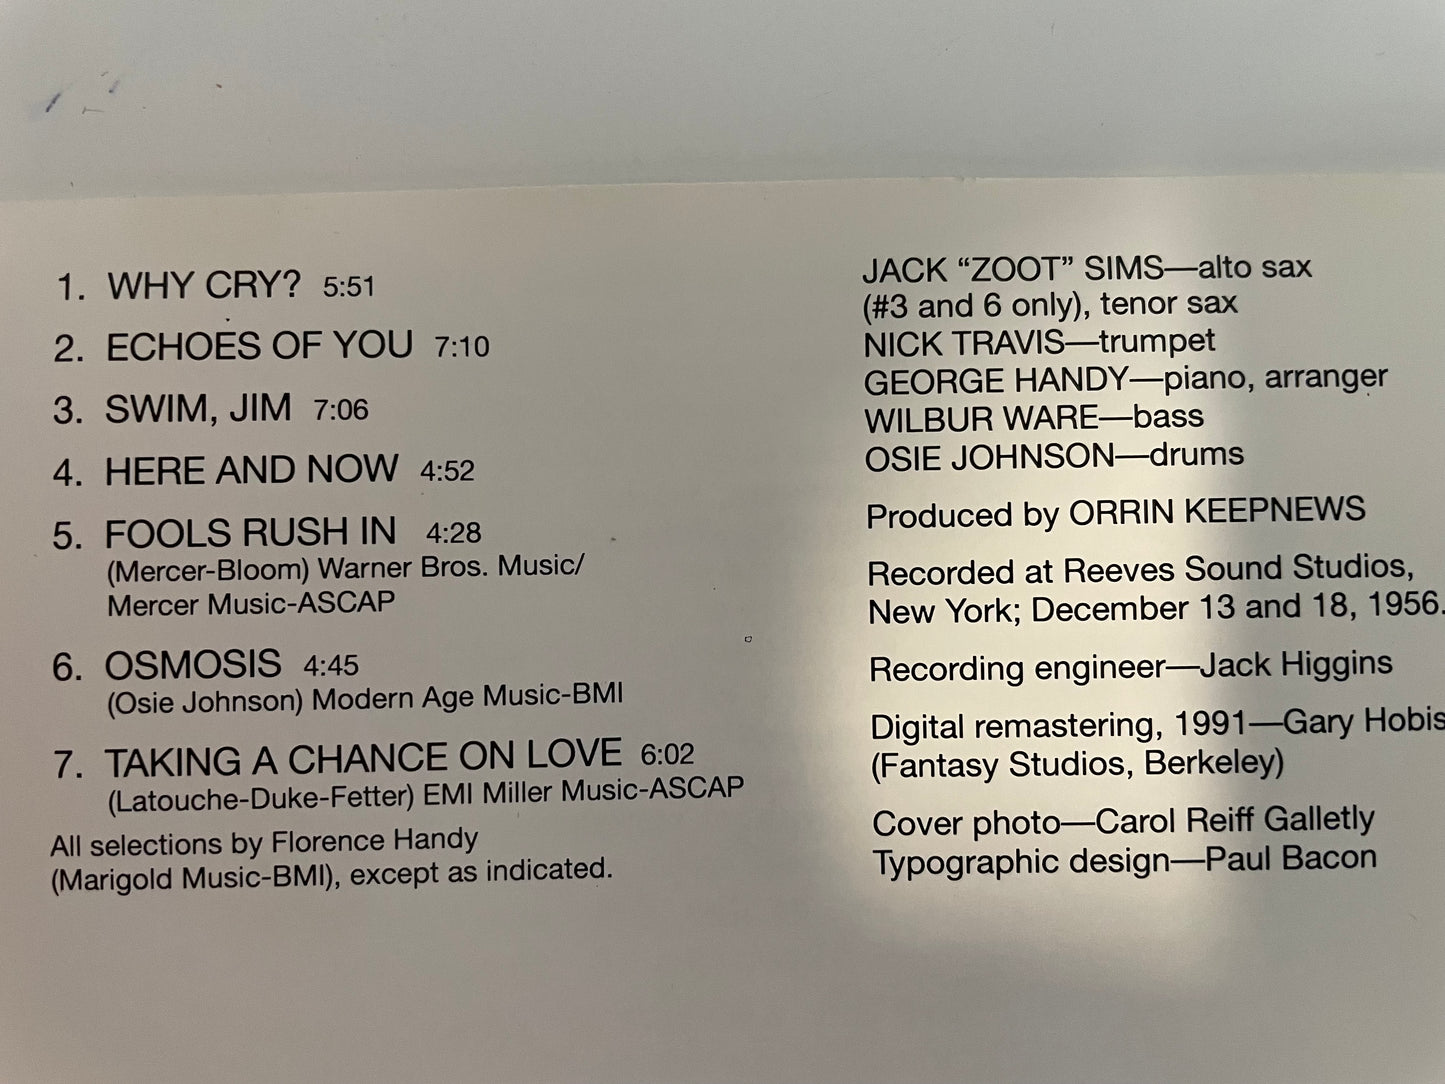 1. WHY CRY? 5:51
2. ECHOES OF YOU 7:10
3. SWIM, JIM 7:06
4. HERE AND NOW 4:52
5. FOOLS RUSH IN 4:28
(Mercer-Bloom) Warner Bros. Music/
Mercer Music-ASCAP
6. OSMOSIS 4:45
(Osie Johnson) Modern Age Music-BMI
7. TAKING A CHANCE ON LOVE 6:02
(Latouche-Duke-Fetter) EMI Miller Music-ASCAP
All selections by Florence Handy
(Marigold Music-BMI), except as indicated.
JACK “ZOOT” SIMS—alto sax
(#3 and 6 only), tenor sax
NICK TRAVIS—trumpet
GEORGE HANDY—piano, arranger
WILBUR WARE—bass
OSIE JOHNSON—drums
Produced by ORRIN KEEPNEWS
Recorded at Reeves Sound Studios,
New York; December 13 and 18, 1956.
Recording engineer—Jack Higgins
Digital remastering, 1991—Gary Hobis
(Fantasy Studios, Berkeley)
Cover photo—Carol Reiff Galletly
Typographic design—Paul Bacon